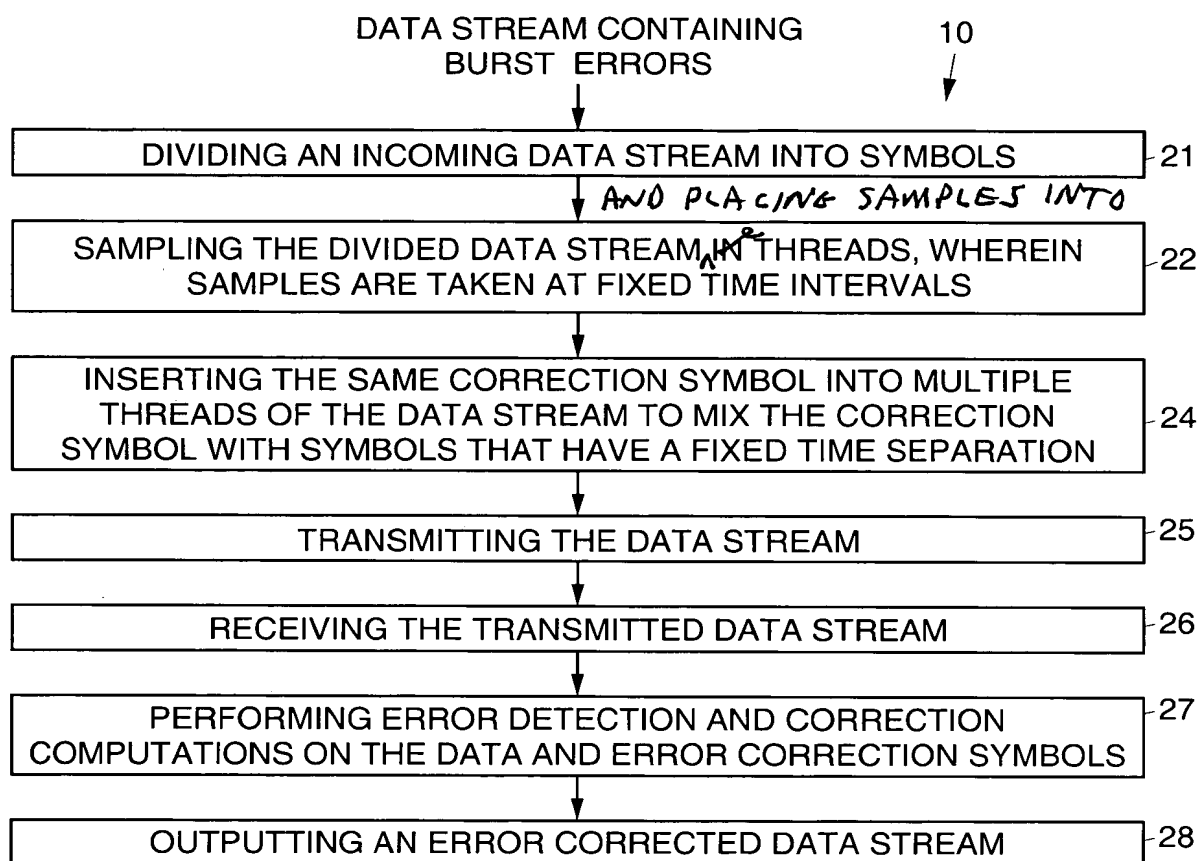 DATA STREAM CONTAINING
BURST ERRORS
10
DIVIDING AN INCOMING DATA STREAM INTO SYMBOLS
21
AND PLACING SAMPLES INTO
SAMPLING THE DIVIDED DATA STREAM IN THREADS, WHEREIN
SAMPLES ARE TAKEN AT FIXED TIME INTERVALS
22
INSERTING THE SAME CORRECTION SYMBOL INTO MULTIPLE
THREADS OF THE DATA STREAM TO MIX THE CORRECTION
SYMBOL WITH SYMBOLS THAT HAVE A FIXED TIME SEPARATION
24
TRANSMITTING THE DATA STREAM
25
RECEIVING THE TRANSMITTED DATA STREAM
26
PERFORMING ERROR DETECTION AND CORRECTION
COMPUTATIONS ON THE DATA AND ERROR CORRECTION SYMBOLS
27
OUTPUTTING AN ERROR CORRECTED DATA STREAM
28